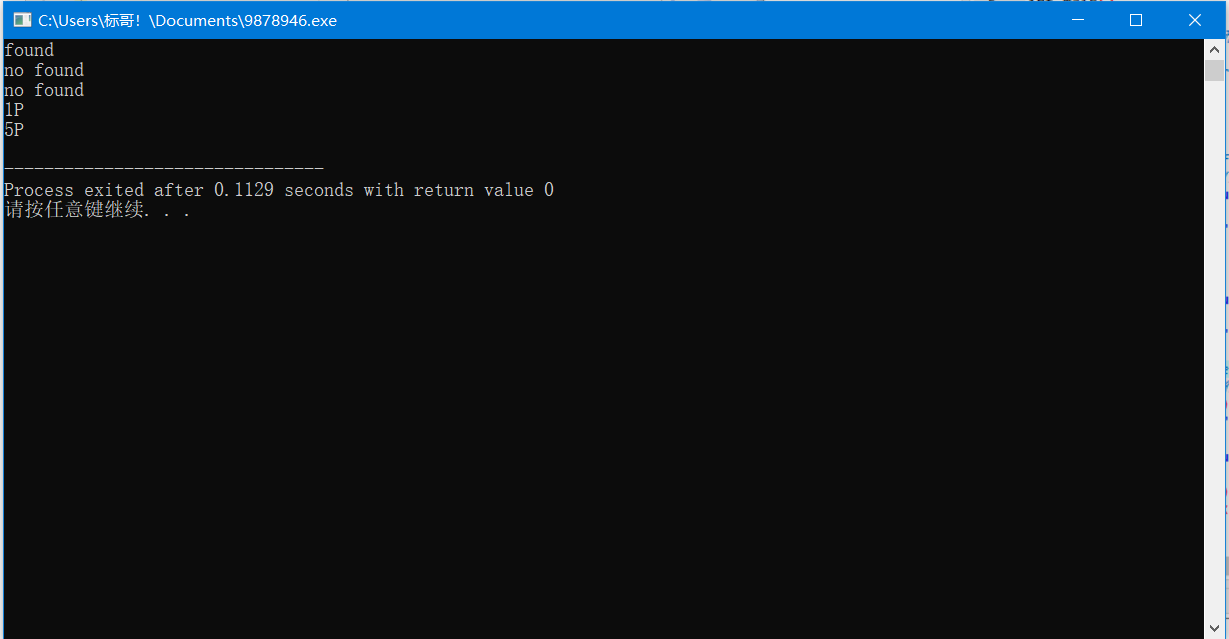 C:\Users\标哥！\Documents\9878946.exe
found
no found
no found
1P
5P
--------------------------------
Process exited after 0.1129 seconds with return value 0
请按任意键继续. . .